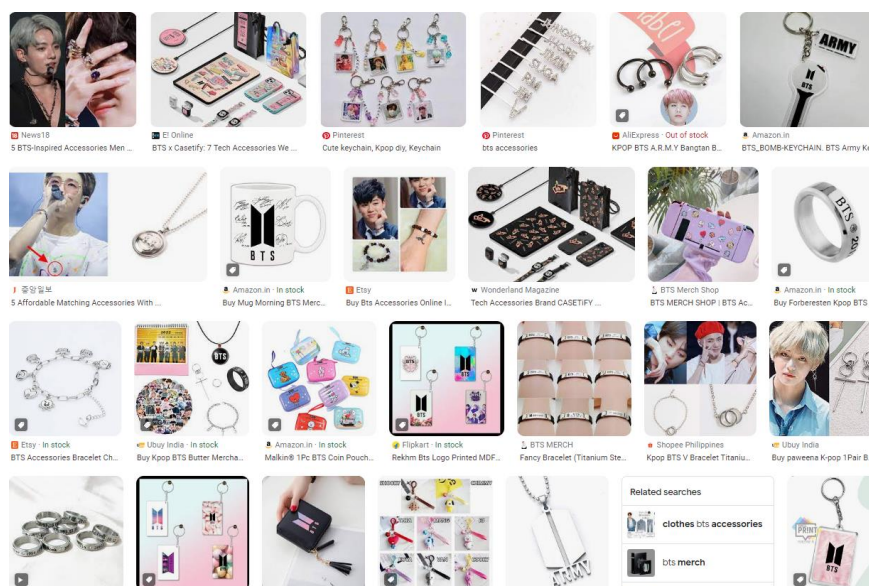 ARMY
BTS
News18
5 BTS-Inspired Accessories Men ...
E! Online
BTS x Casetify: 7 Tech Accessories We ...
Pinterest
Cute keychain, Kpop diy, Keychain
Pinterest
bts accessories
AliExpress · Out of stock
KPOP BTS A.R.M.Y Bangtan B...
Amazon.in
BTS_BOMB-KEYCHAIN. BTS Army Ke
BTS
BTS
중앙일보
5 Affordable Matching Accessories With ...
Amazon.in · In stock
Buy Mug Morning BTS Merc...
Etsy
Buy Bts Accessories Online I...
Wonderland Magazine
Tech Accessories Brand CASETiFY ...
BTS Merch Shop
BTS MERCH SHOP | BTS Ac...
Amazon.in · In stock
Buy Forberesten Kpop BTS
BTS
BTS
Etsy · In stock
BTS Accessories Bracelet Ch...
Ubuy India · In stock
Buy Kpop BTS Butter Mercha...
Amazon.in · In stock
Malkin® 1Pc BTS Coin Pouch...
Flipkart · In stock
Rekhm Bts Logo Printed MDF...
BTS MERCH
Fancy Bracelet (Titanium Ste...
Shopee Philippines
Kpop BTS V Bracelet Titaniu...
Ubuy India
Buy paweena K-pop 1Pair B
ARMY
Related searches
clothes bts accessories
bts merch
PRINT